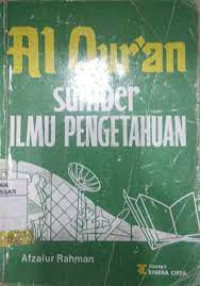 Al Qur'an
sumber
ILMU PENGETAHUAN
Afzalur Rahman
RINEKA CIPTA